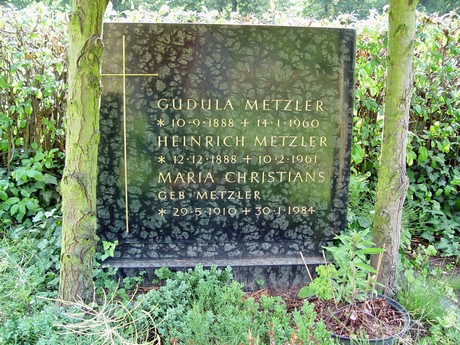 GUDULA METZLER
* 10·9·1888 + 14·1·1960
HEINRICH METZLER
* 12·12·1888 + 10·2·1961
MARIA CHRISTIANS
GEB METZLER
* 29·5·1910 + 30·1·1984